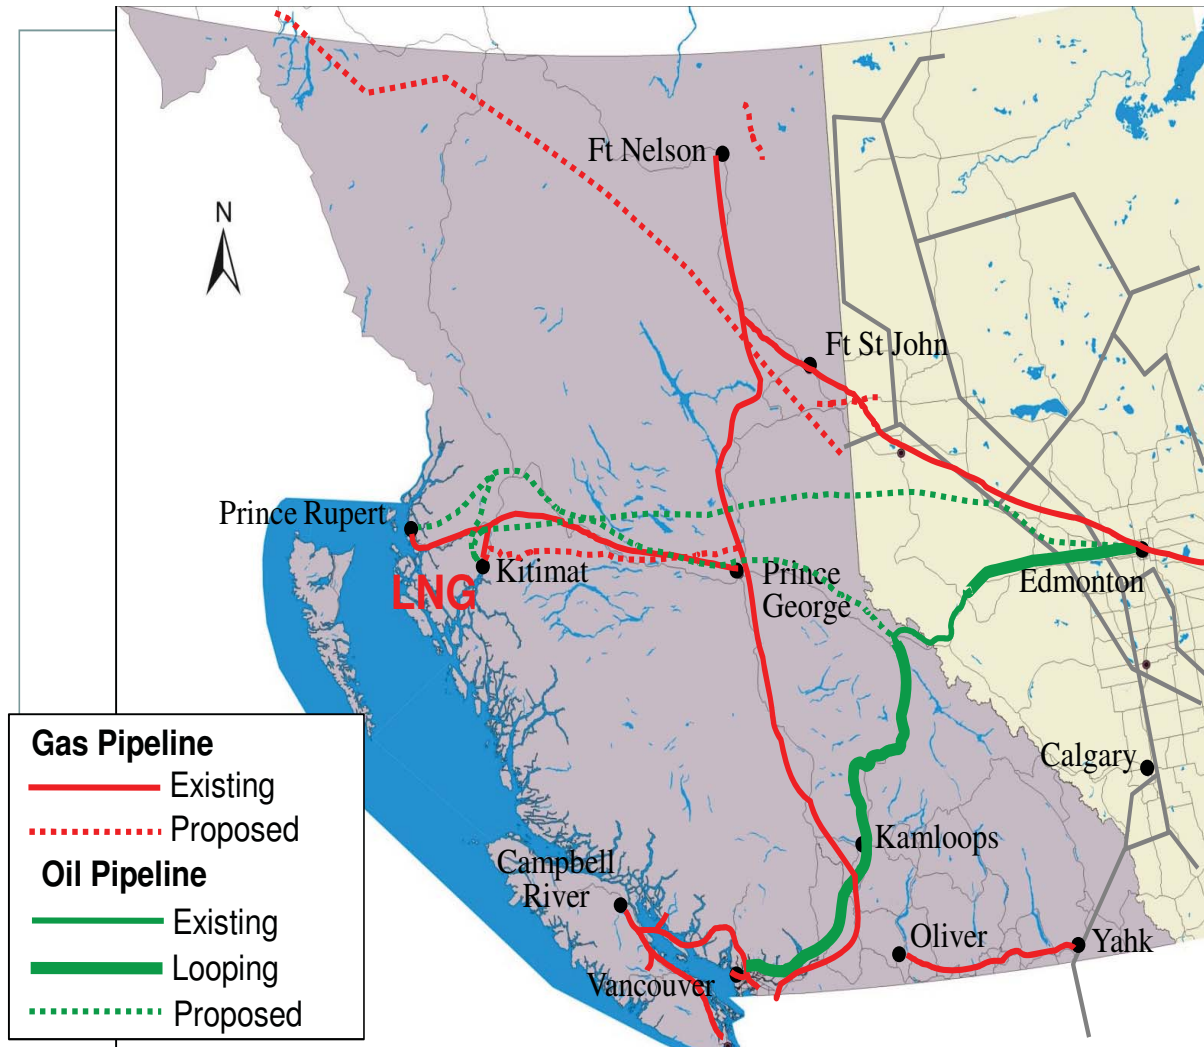 N
Ft Nelson
Ft St John
Prince Rupert
LNG
Kitimat
Prince
George
Edmonton
Gas Pipeline
Existing
Proposed
Oil Pipeline
Existing
Looping
Proposed
Calgary
Kamloops
Campbell
River
Oliver
Yahk
Vancouver